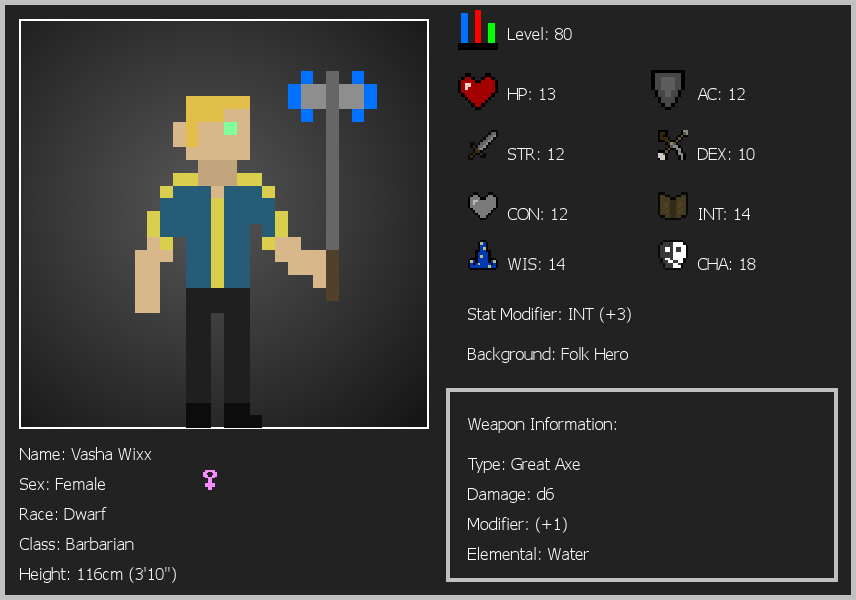 Level: 80
HP: 13
AC: 12
STR: 12
DEX: 10
CON: 12
INT: 14
WIS: 14
CHA: 18
Stat Modifier: INT (+3)
Background: Folk Hero
Weapon Information:
Type: Great Axe
Damage: d6
Modifier: (+1)
Elemental: Water
Name: Vasha Wixx
Sex: Female
Race: Dwarf
Class: Barbarian
Height: 116cm (3'10")